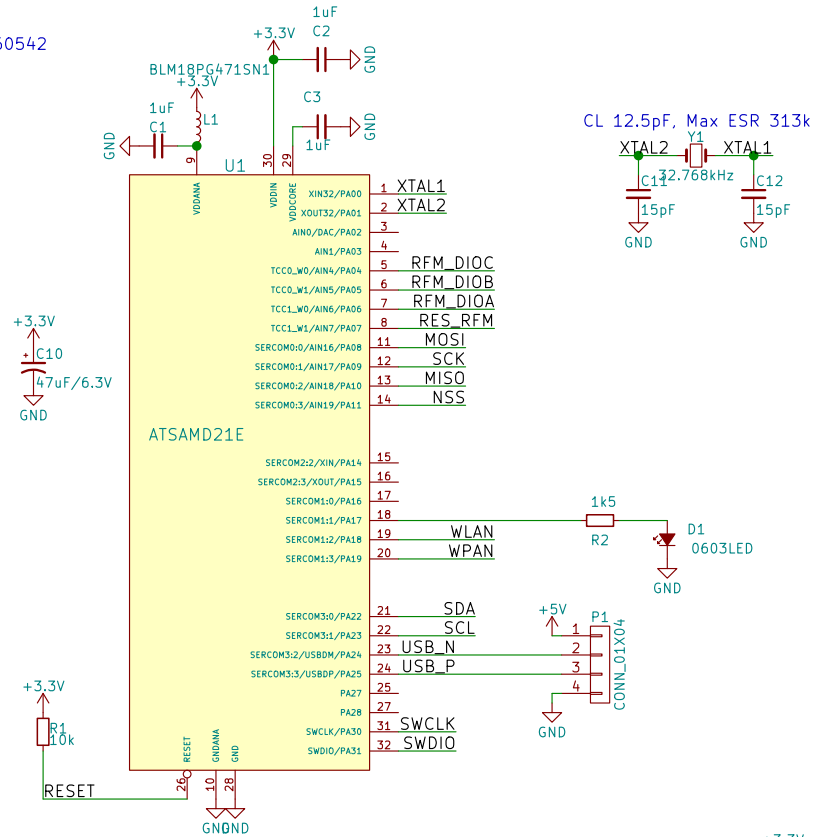 60542
1uF
C2
+3.3V
GND
BLM18PG471SN1
+3.3V
L1
1uF
C1
GND
C3
1uF
GND
CL 12.5pF, Max ESR 313k
Y1
XTAL2
XTAL1
32.768kHz
C11
15pF
GND
C12
15pF
GND
U1
9
30
29
VDDANA
VDDIN
VDDCORE
XIN32/PA00 1 XTAL1
XOUT32/PA01 2 XTAL2
AIN0/DAC/PA02 3
AIN1/PA03 4
TCC0_W0/AIN4/PA04 5 RFM_DIOC
TCC0_W1/AIN5/PA05 6 RFM_DIOB
TCC1_W0/AIN6/PA06 7 RFM_DIOA
TCC1_W1/AIN7/PA07 8 RES_RFM
SERCOM0:0/AIN16/PA08 11 MOSI
SERCOM0:1/AIN17/PA09 12 SCK
SERCOM0:2/AIN18/PA10 13 MISO
SERCOM0:3/AIN19/PA11 14 NSS
+3.3V
+
C10
47uF/6.3V
GND
ATSAMD21E
SERCOM2:2/XIN/PA14 15
SERCOM2:3/XOUT/PA15 16
SERCOM1:0/PA16 17
SERCOM1:1/PA17 18
SERCOM1:2/PA18 19 WLAN
SERCOM1:3/PA19 20 WPAN
1k5
R2
D1
0603LED
GND
SERCOM3:0/PA22 21 SDA
SERCOM3:1/PA23 22 SCL
SERCOM3:2/USBDM/PA24 23 USB_N
SERCOM3:3/USBDP/PA25 24 USB_P
PA27 25
PA28 27
SWCLK/PA30 31 SWCLK
SWDIO/PA31 32 SWDIO
+5V
P1
1
2
3
4
CONN_01X04
GND
+3.3V
R1
10k
RESET
RESET
GNDANA
GND
26
10
28
GND
GND
+3.3V